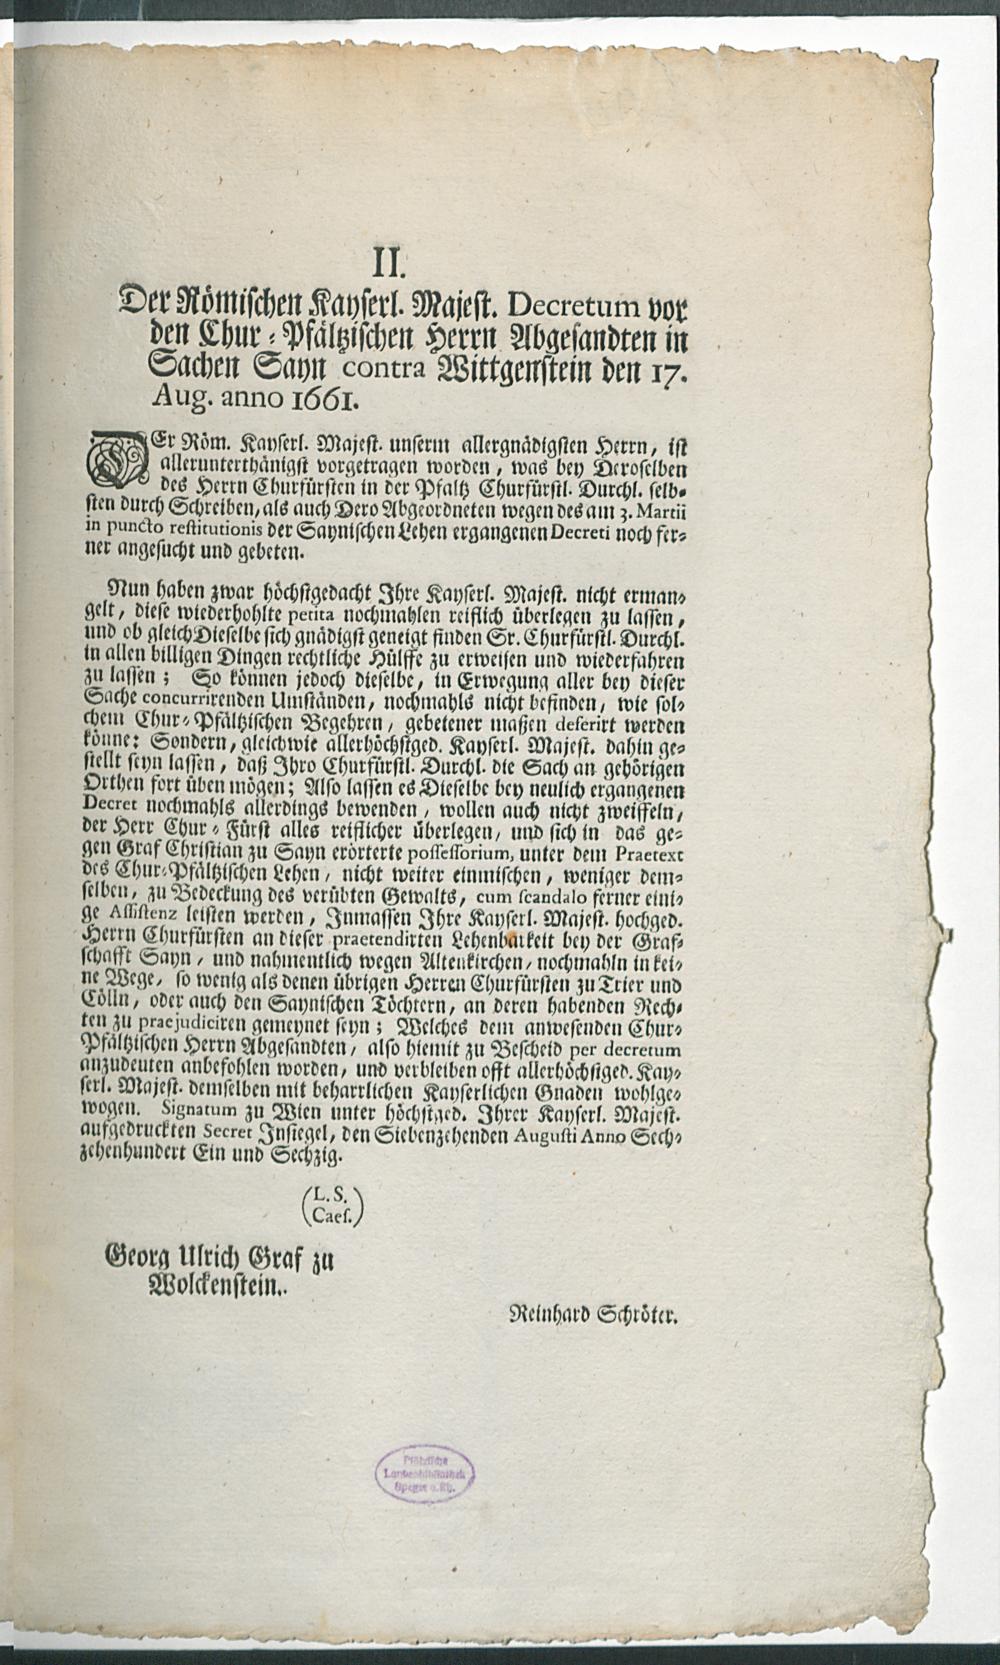 II.
Der Römischen Kayserl. Majest. Decretum vor
den Chur-Pfältzischen Herrn Abgesandten in
Sachen Sayn contra Wittgenstein den 17.
Aug. anno 1661.
DEr Röm. Kayserl. Majest. unserm allergnädigsten Herrn, ist
allerunterthänigst vorgetragen worden, was bey Deroselben
des Herrn Churfürsten in der Pfaltz Churfürstl. Durchl. selb-
sten durch Schreiben, als auch Dero Abgeordneten wegen des am 3. Martii
in puncto restitutionis der Saynischen Lehen ergangenen Decreti noch fer-
ner angesucht und gebeten.
Nun haben zwar höchstgedacht Ihre Kayserl. Majest. nicht erman-
gelt, diese wiederhohlte petita nochmahlen reiflich überlegen zu lassen,
und ob gleich Dieselbe sich gnädigst geneigt finden Sr. Churfürstl. Durchl.
in allen billigen Dingen rechtliche Hülffe zu erweisen und wiederfahren
zu lassen; So können jedoch dieselbe, in Erwegung aller bey dieser
Sache concurrirenden Umständen, nochmahls nicht befinden, wie sol-
chem Chur-Pfältzischen Begehren, gebetener maßen deferirt werden
könne: Sondern, gleichwie allerhöchstged. Kayserl. Majest. dahin ge-
stellt seyn lassen, daß Ihro Churfürstl. Durchl. die Sach an gehörigen
Orthen fort üben mögen; Also lassen es Dieselbe bey neulich ergangenen
Decret nochmahls allerdings bewenden, wollen auch nicht zweiffeln,
der Herr Chur-Fürst alles reiflicher überlegen, und sich in das ge-
gen Graf Christian zu Sayn erörterte possessorium, unter dem Praetext
des Chur-Pfältzischen Lehen, nicht weiter einmischen, weniger dem-
selben, zu Bedeckung des verübten Gewalts, cum scandalo ferner eini-
ge Assistenz leisten werden, Inmassen Ihre Kayserl. Majest. hochged.
Herrn Churfürsten an dieser praetendirten Lehenbarkeit bey der Graf-
schafft Sayn, und nahmentlich wegen Altenkirchen, nochmahln in kei-
ne Wege, so wenig als denen übrigen Herren Churfürsten zu Trier und
Cölln, oder auch den Saynischen Töchtern, an deren habenden Rech-
ten zu praejudiciren gemeynet seyn; Welches dem anwesenden Chur-
Pfältzischen Herrn Abgesandten, also hiemit zu Bescheid per decretum
anzudeuten anbefohlen worden, und verbleiben offt allerhöchstged. Kay-
serl. Majest. demselben mit beharrlichen Kayserlichen Gnaden wohlge-
wogen. Signatum zu Wien unter höchstged. Ihrer Kayserl. Majest.
aufgedruckten Secret Insiegel, den Siebenzehenden Augusti Anno Sech-
zehenhundert Ein und Sechzig.
(L. S.
Caes.)
Georg Ulrich Graf zu
Wolckenstein.
Reinhard Schröter.
Pfälzische
Landesbibliothek
Speyer a. Rh.